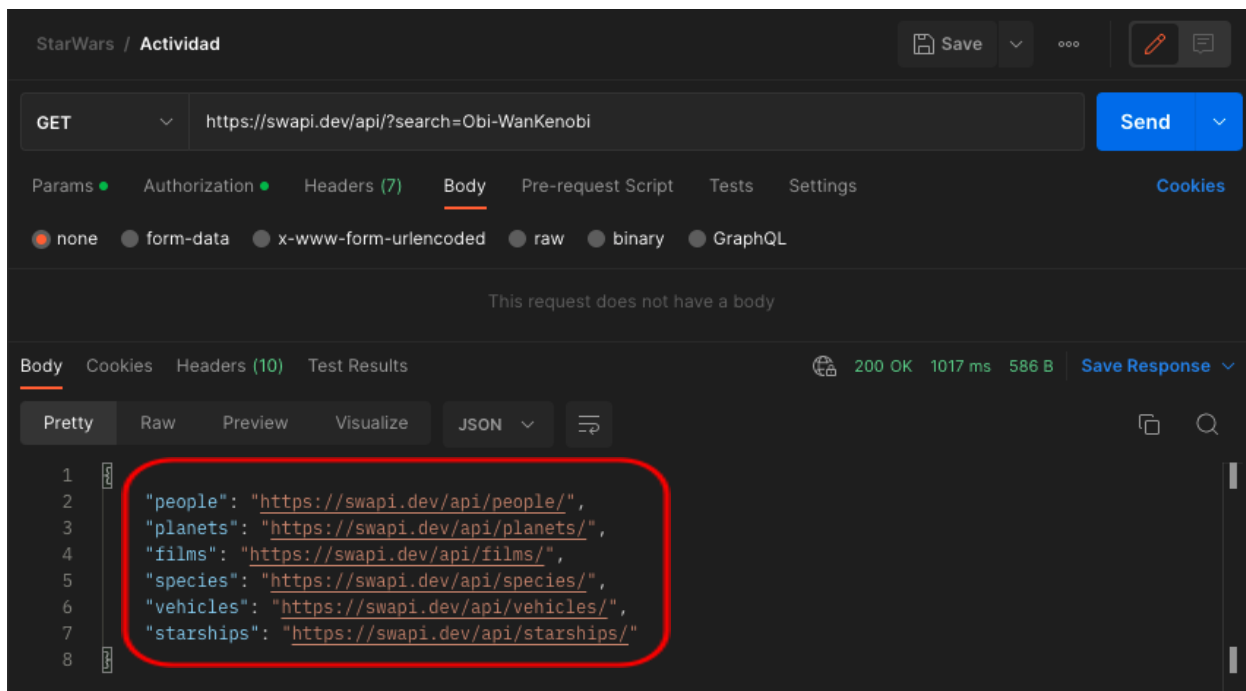 StarWars / Actividad Save ooo
GET https://swapi.dev/api/?search=Obi-WanKenobi Send
Params Authorization Headers (7) Body Pre-request Script Tests Settings Cookies
none form-data x-www-form-urlencoded raw binary GraphQL
This request does not have a body
Body Cookies Headers (10) Test Results 200 OK 1017 ms 586 B Save Response
Pretty Raw Preview Visualize JSON
1 {
2 "people": "https://swapi.dev/api/people/",
3 "planets": "https://swapi.dev/api/planets/",
4 "films": "https://swapi.dev/api/films/",
5 "species": "https://swapi.dev/api/species/",
6 "vehicles": "https://swapi.dev/api/vehicles/",
7 "starships": "https://swapi.dev/api/starships/"
8 }